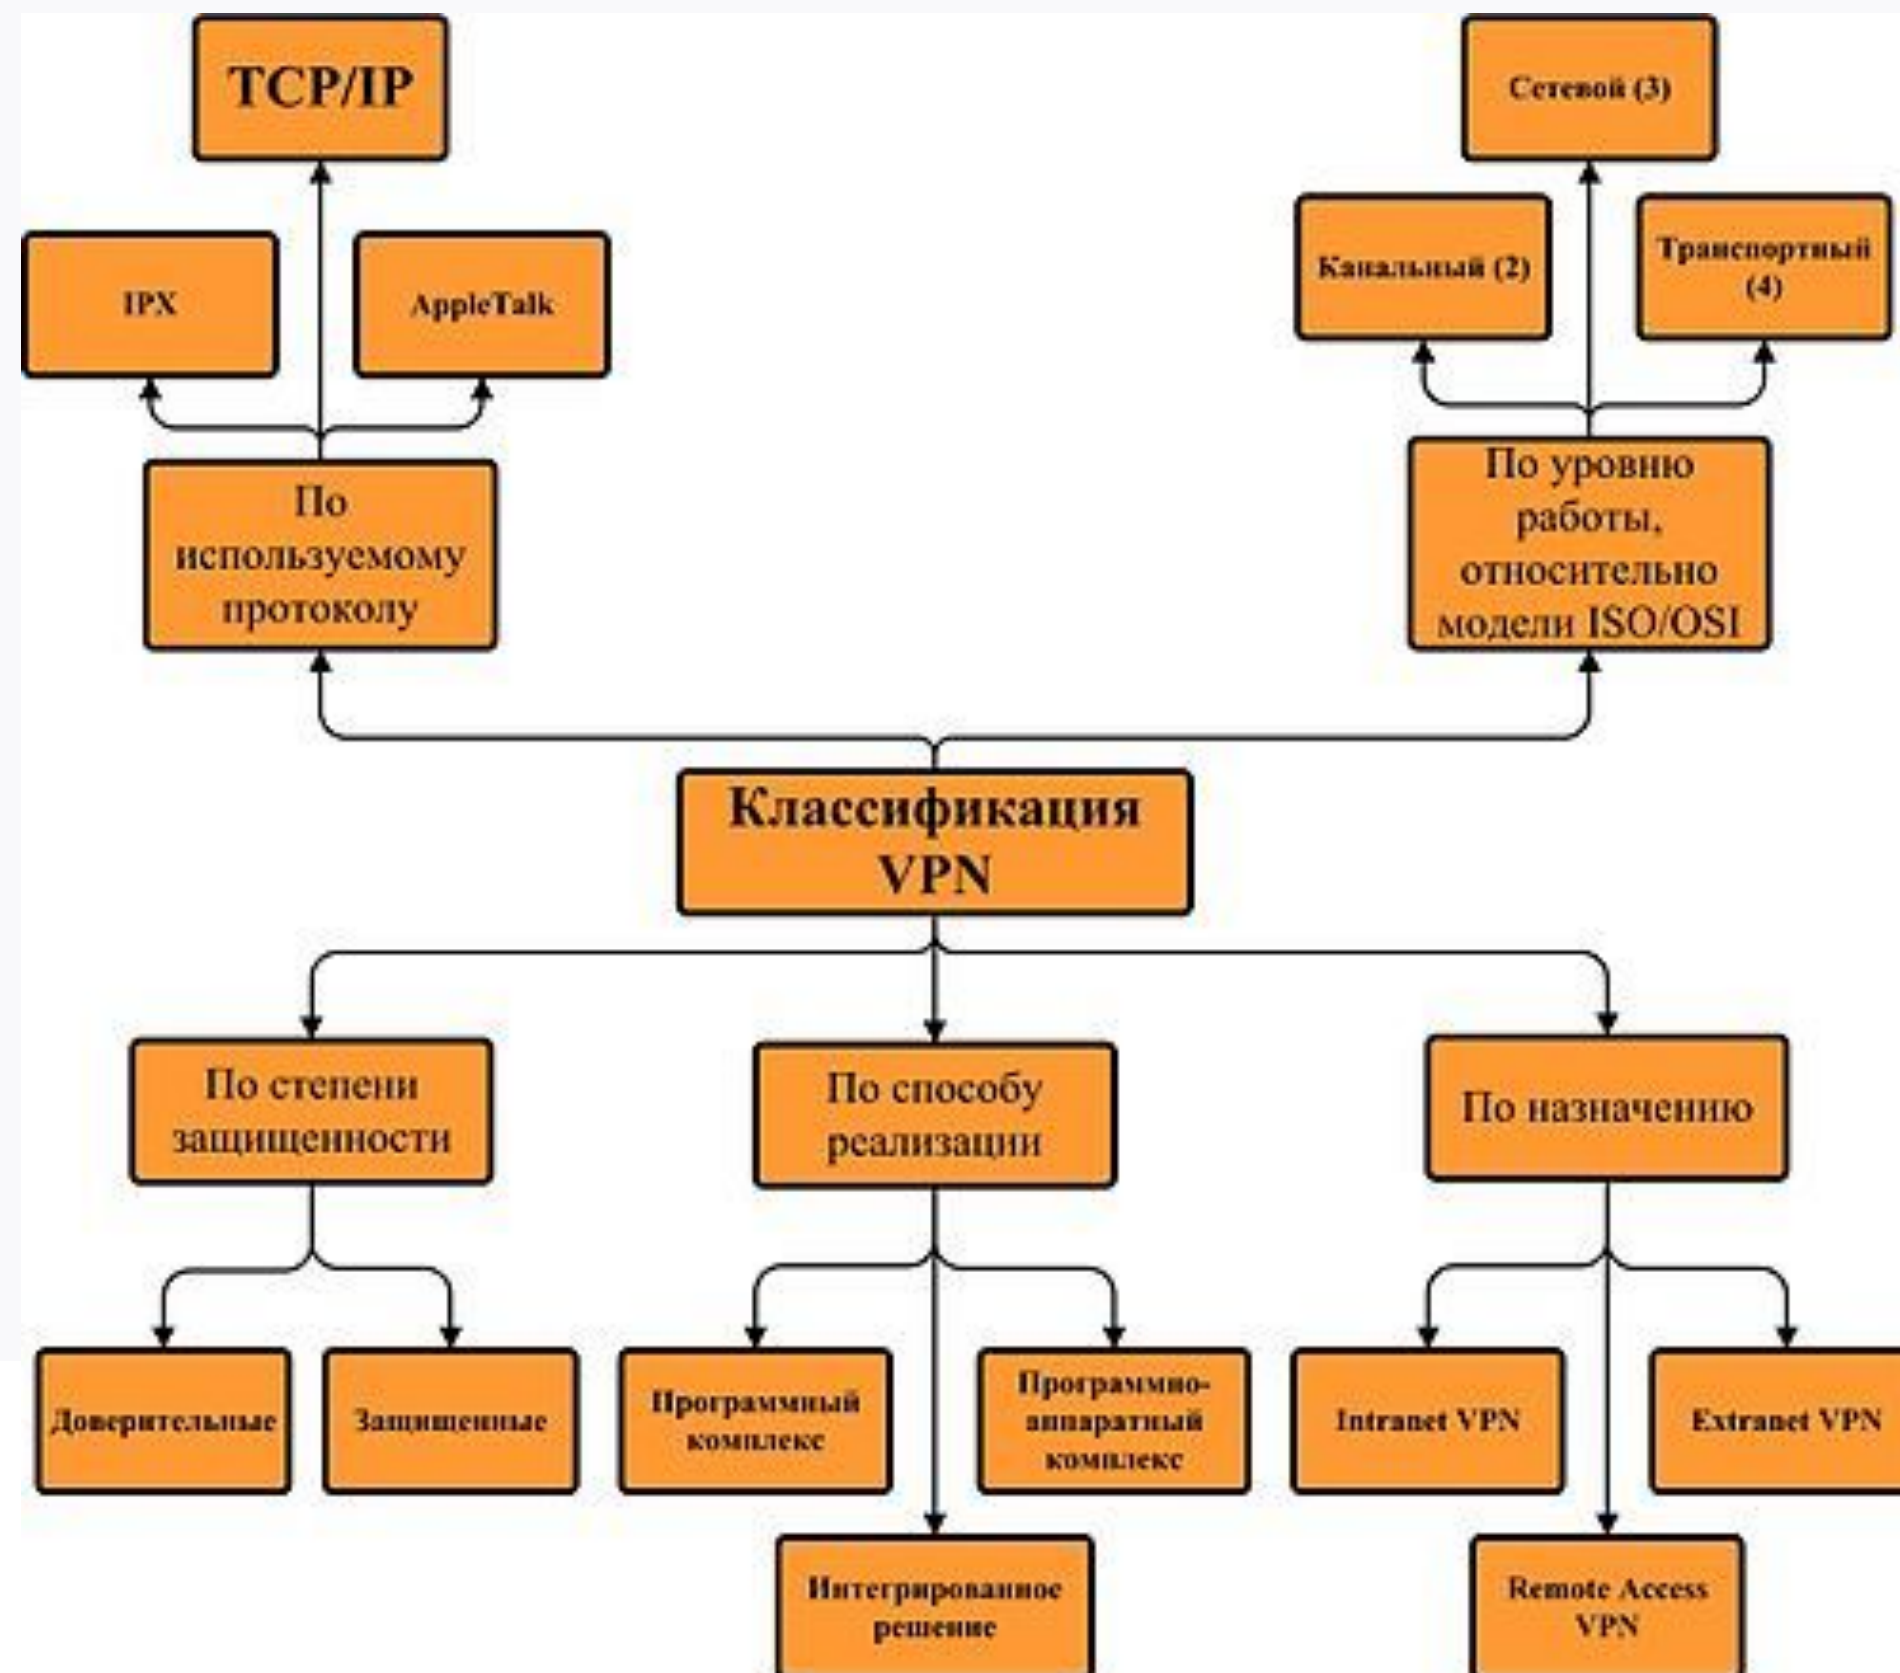 TCP/IP
Сетевой (3)
Канальный (2)
Транспортный
(4)
IPX
AppleTalk
По
используемому
протоколу
По уровню
работы,
относительно
модели ISO/OSI
Классификация
VPN
По степени
защищенности
По способу
реализации
По назначению
Доверительные
Защищенные
Программный
комплекс
Программно-
аппаратный
комплекс
Intranet VPN
Extranet VPN
Интегрированное
решение
Remote Access
VPN